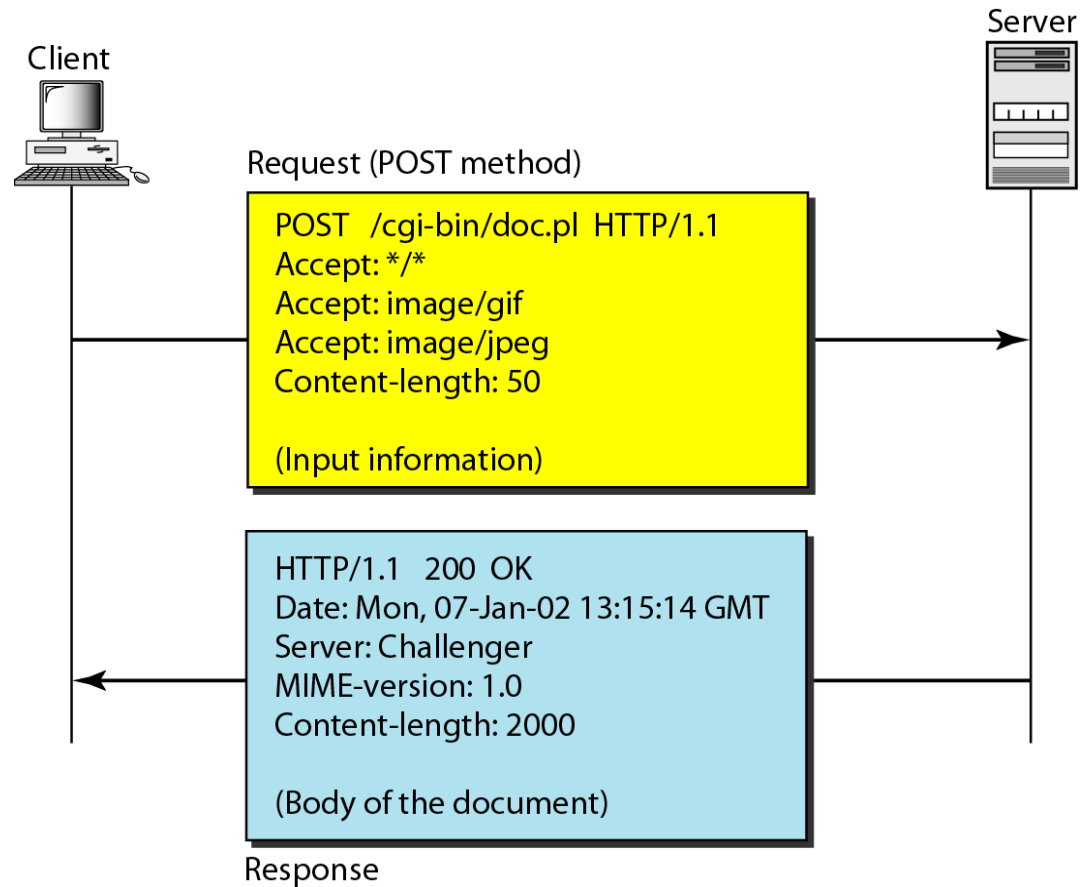 Server
Client
Request (POST method)
POST /cgi-bin/doc.pl HTTP/1.1
Accept: */*
Accept: image/gif
Accept: image/jpeg
Content-length: 50
(Input information)
HTTP/1.1 200 OK
Date: Mon, 07-Jan-02 13:15:14 GMT
Server: Challenger
MIME-version: 1.0
Content-length: 2000
(Body of the document)
Response